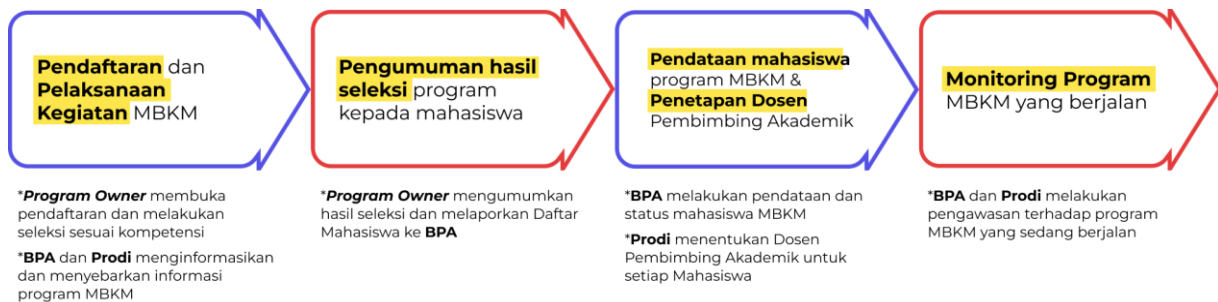 Pendaftaran dan
Pelaksanaan
Kegiatan MBKM
*Program Owner membuka
pendaftaran dan melakukan
seleksi sesuai kompetensi
*BPA dan Prodi menginformasikan
dan menyebarkan informasi
program MBKM
Pengumuman hasil
seleksi program
kepada mahasiswa
*Program Owner mengumumkan
hasil seleksi dan melaporkan Daftar
Mahasiswa ke BPA
Pendataan mahasiswa
program MBKM &
Penetapan Dosen
Pembimbing Akademik
*BPA melakukan pendataan dan
status mahasiswa MBKM
*Prodi menentukan Dosen
Pembimbing Akademik untuk
setiap Mahasiswa
Monitoring Program
MBKM yang berjalan
*BPA dan Prodi melakukan
pengawasan terhadap program
MBKM yang sedang berjalan